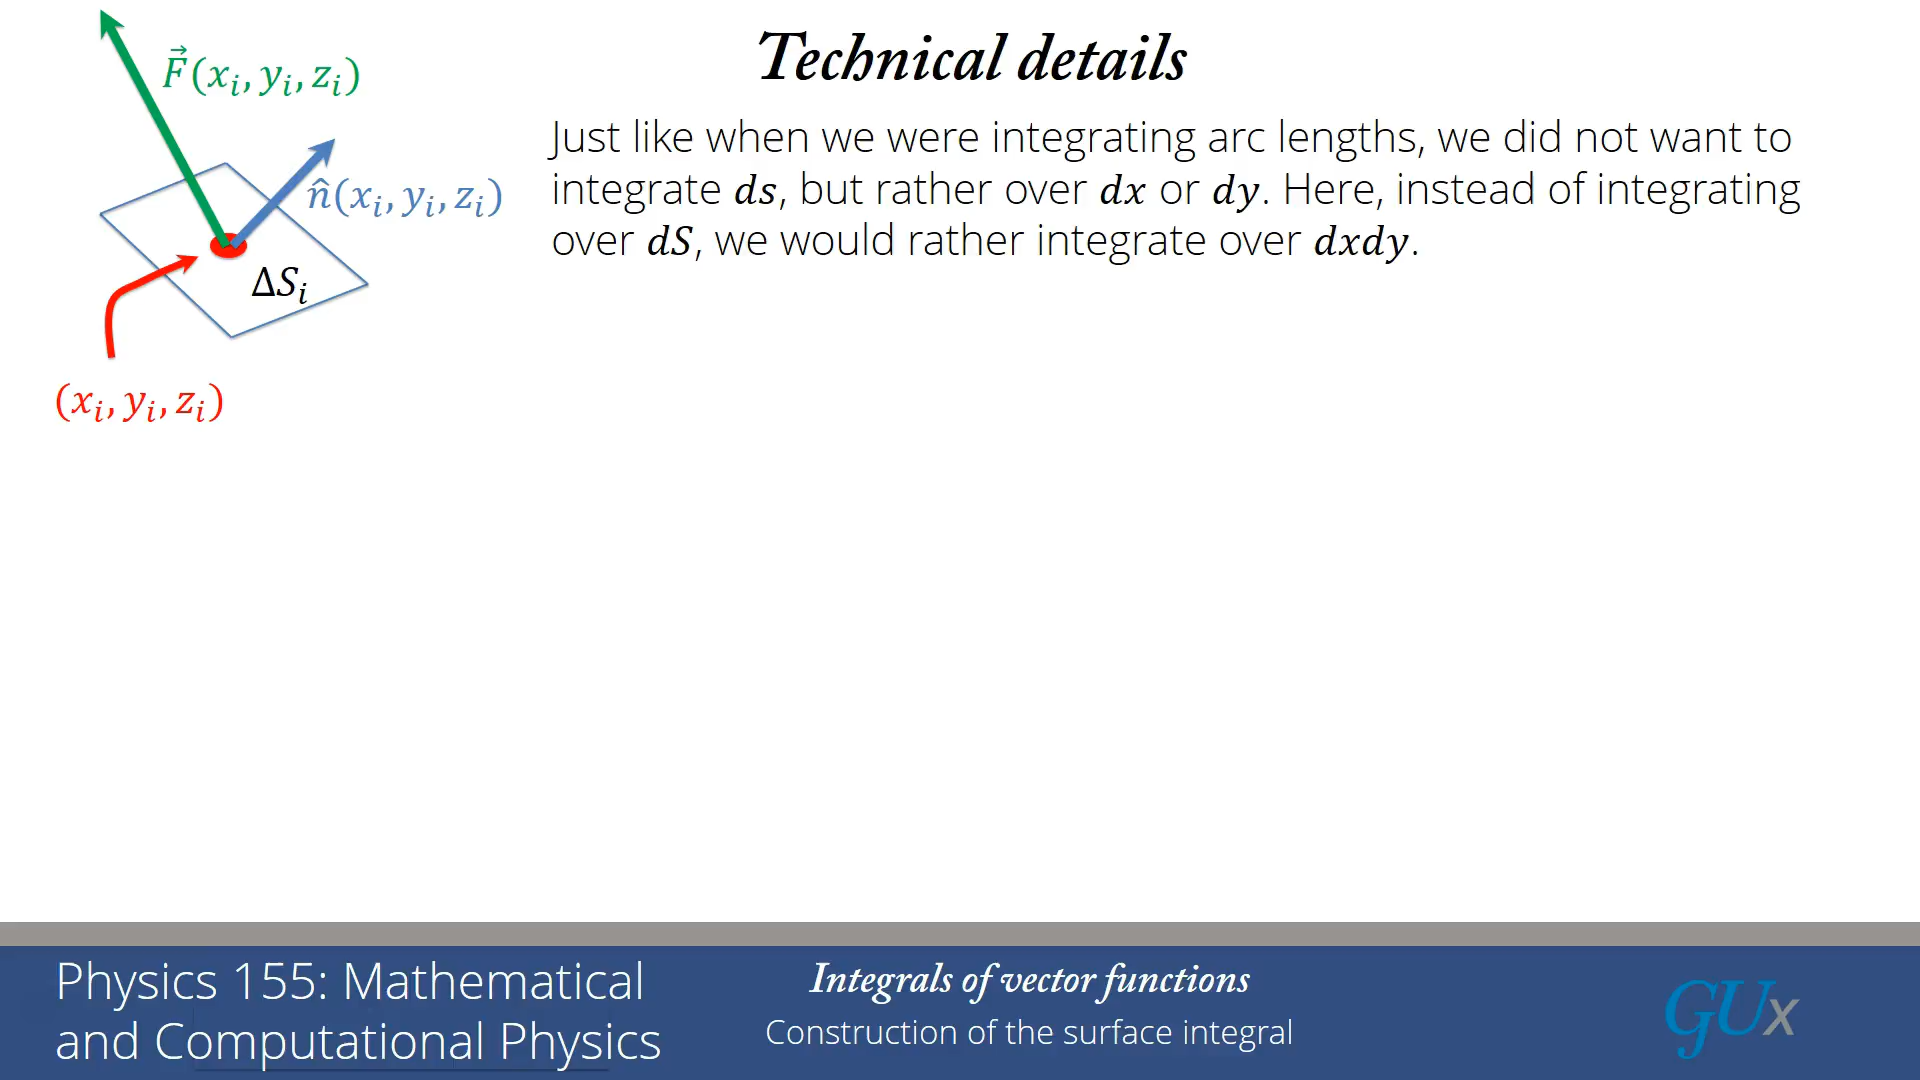 Technical details
F⃗(xᵢ, yᵢ, zᵢ)
n̂(xᵢ, yᵢ, zᵢ)
ΔSᵢ
(xᵢ, yᵢ, zᵢ)
Just like when we were integrating arc lengths, we did not want to
integrate ds, but rather over dx or dy. Here, instead of integrating
over dS, we would rather integrate over dxdy.
Physics 155: Mathematical
and Computational Physics
Integrals of vector functions
Construction of the surface integral
GUx